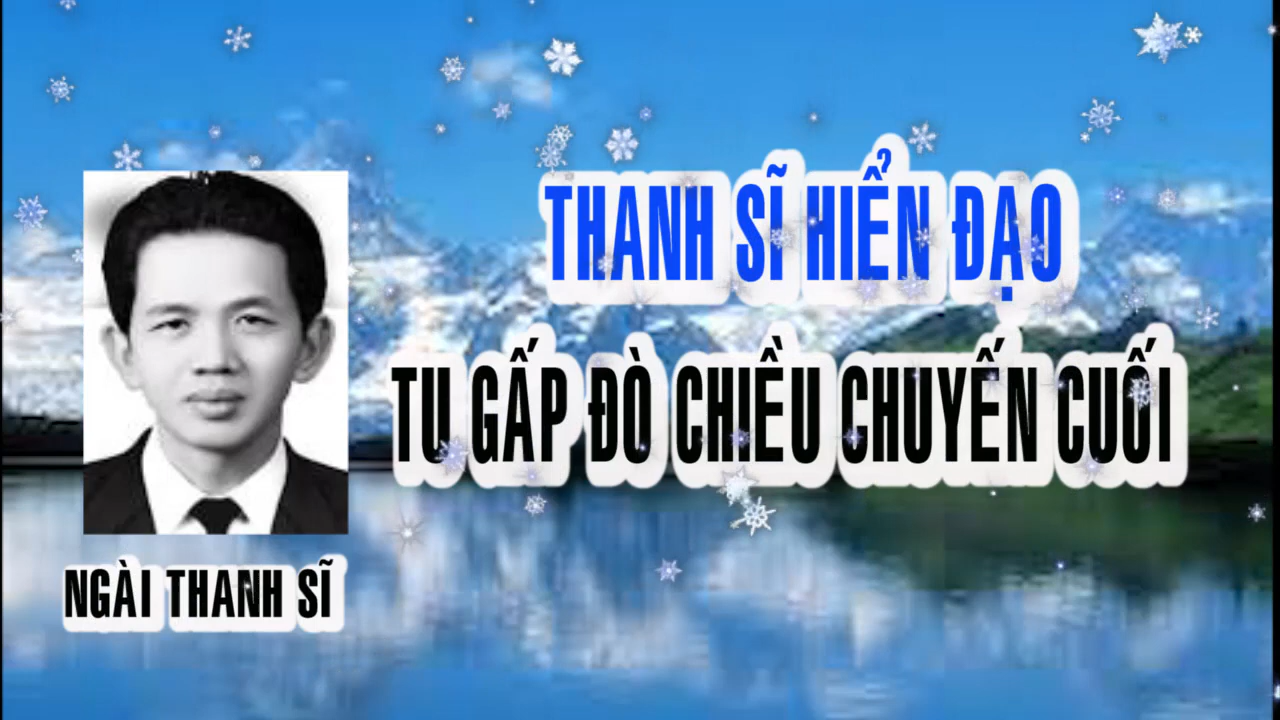 THANH SĨ HIỂN ĐẠO
TU GẤP ĐÒ CHIỀU CHUYẾN CUỐI
NGÀI THANH SĨ